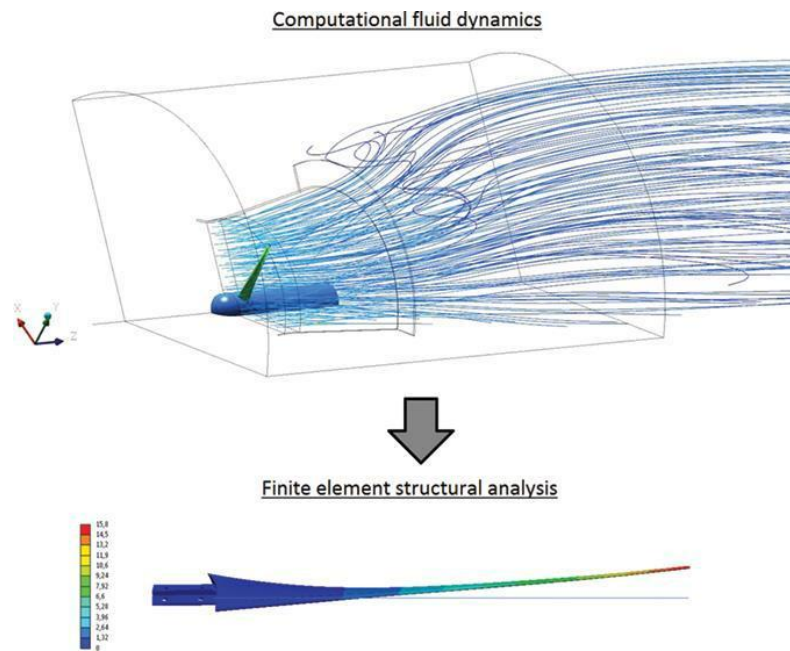 Computational fluid dynamics
X
Y
Z
Finite element structural analysis
15,0
14,5
13,2
11,9
10,6
9,24
7,92
6,6
5,28
3,96
2,64
1,32
0